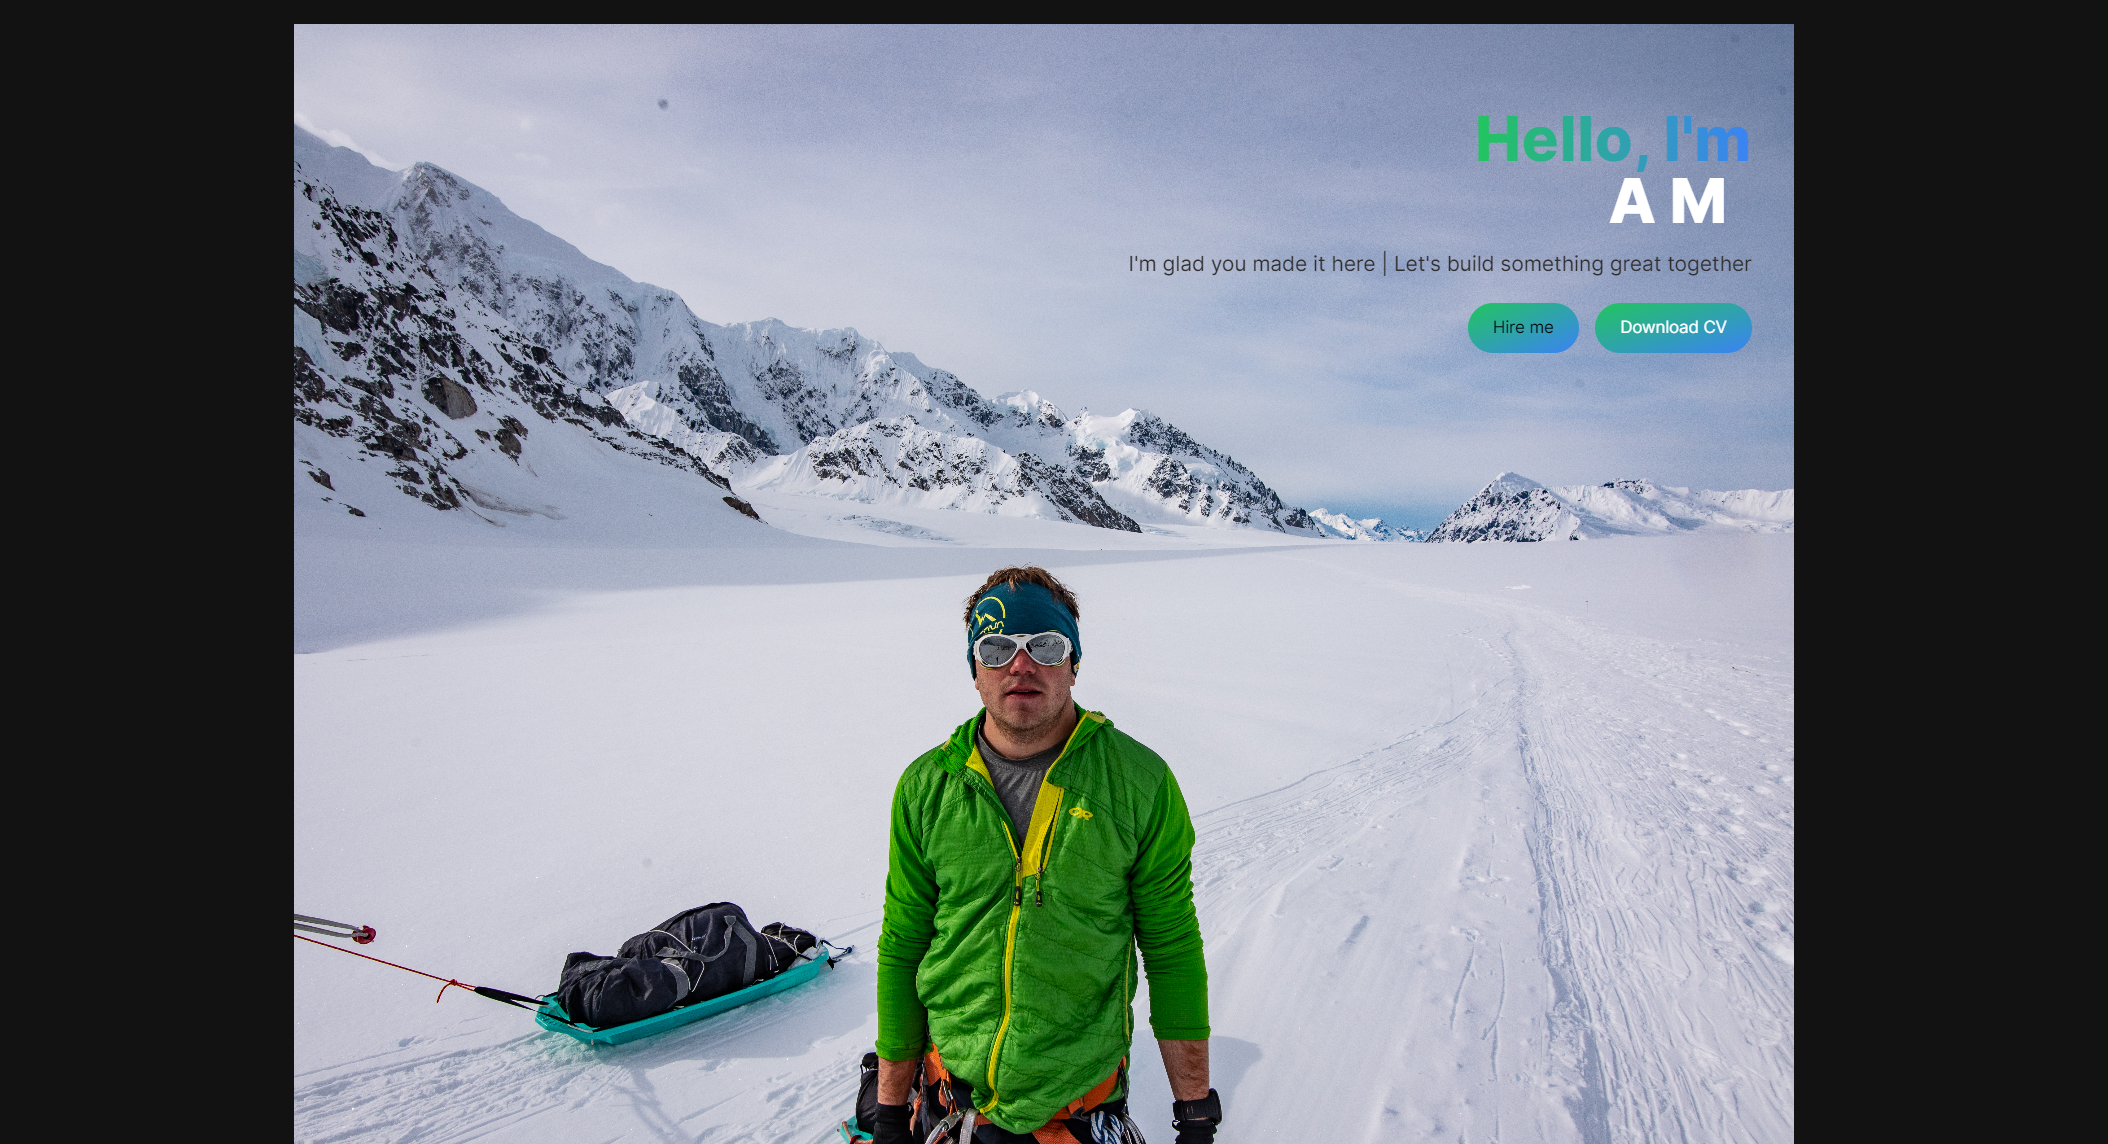 Hello, I'm
A M
I'm glad you made it here | Let's build something great together
Hire me
Download CV